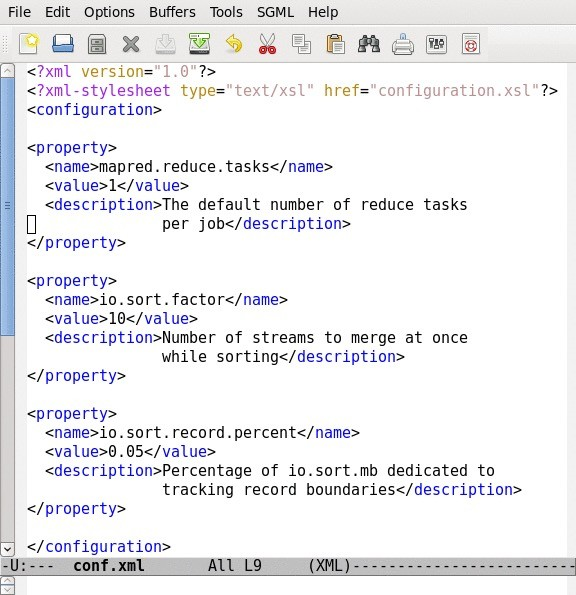 File Edit Options Buffers Tools SGML Help
<?xml version="1.0"?>
<?xml-stylesheet type="text/xsl" href="configuration.xsl"?>
<configuration>
<property>
  <name>mapred.reduce.tasks</name>
  <value>1</value>
  <description>The default number of reduce tasks
               per job</description>
</property>
<property>
  <name>io.sort.factor</name>
  <value>10</value>
  <description>Number of streams to merge at once
               while sorting</description>
</property>
<property>
  <name>io.sort.record.percent</name>
  <value>0.05</value>
  <description>Percentage of io.sort.mb dedicated to
               tracking record boundaries</description>
</property>
</configuration>
-U:---  conf.xml       All L9     (XML)-------------------------